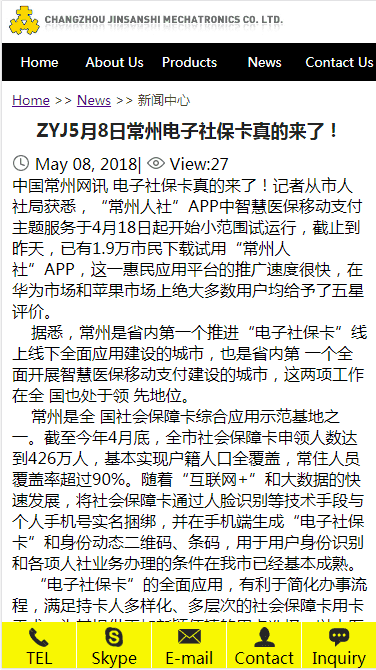 CHANGZHOU JINSANSHI MECHATRONICS CO. LTD.
Home About Us Products News Contact Us
Home >> News >> 新闻中心
ZYJ5月8日常州电子社保卡真的来了！
May 08, 2018| View:27
中国常州网讯 电子社保卡真的来了！记者从市人
社局获悉，“常州人社”APP中智慧医保移动支付
主题服务于4月18日起开始小范围试运行，截止到
昨天，已有1.9万市民下载试用“常州人
社”APP，这一惠民应用平台的推广速度很快，在
华为市场和苹果市场上绝大多数用户均给予了五星
评价。
据悉，常州是省内第一个推进“电子社保卡”线
上线下全面应用建设的城市，也是省内第 一个全
面开展智慧医保移动支付建设的城市，这两项工作
在全 国也处于领 先地位。
常州是全 国社会保障卡综合应用示范基地之
一。截至今年4月底，全市社会保障卡申领人数达
到426万人，基本实现户籍人口全覆盖，常住人员
覆盖率超过90%。随着“互联网+”和大数据的快
速发展，将社会保障卡通过人脸识别等技术手段与
个人手机号实名捆绑，并在手机端生成“电子社保
卡”和身份动态二维码、条码，用于用户身份识别
和各项人社业务办理的条件在我市已经基本成熟。
“电子社保卡”的全面应用，有利于简化办事流
程，满足持卡人多样化、多层次的社会保障卡用卡
TEL Skype E-mail Contact Inquiry